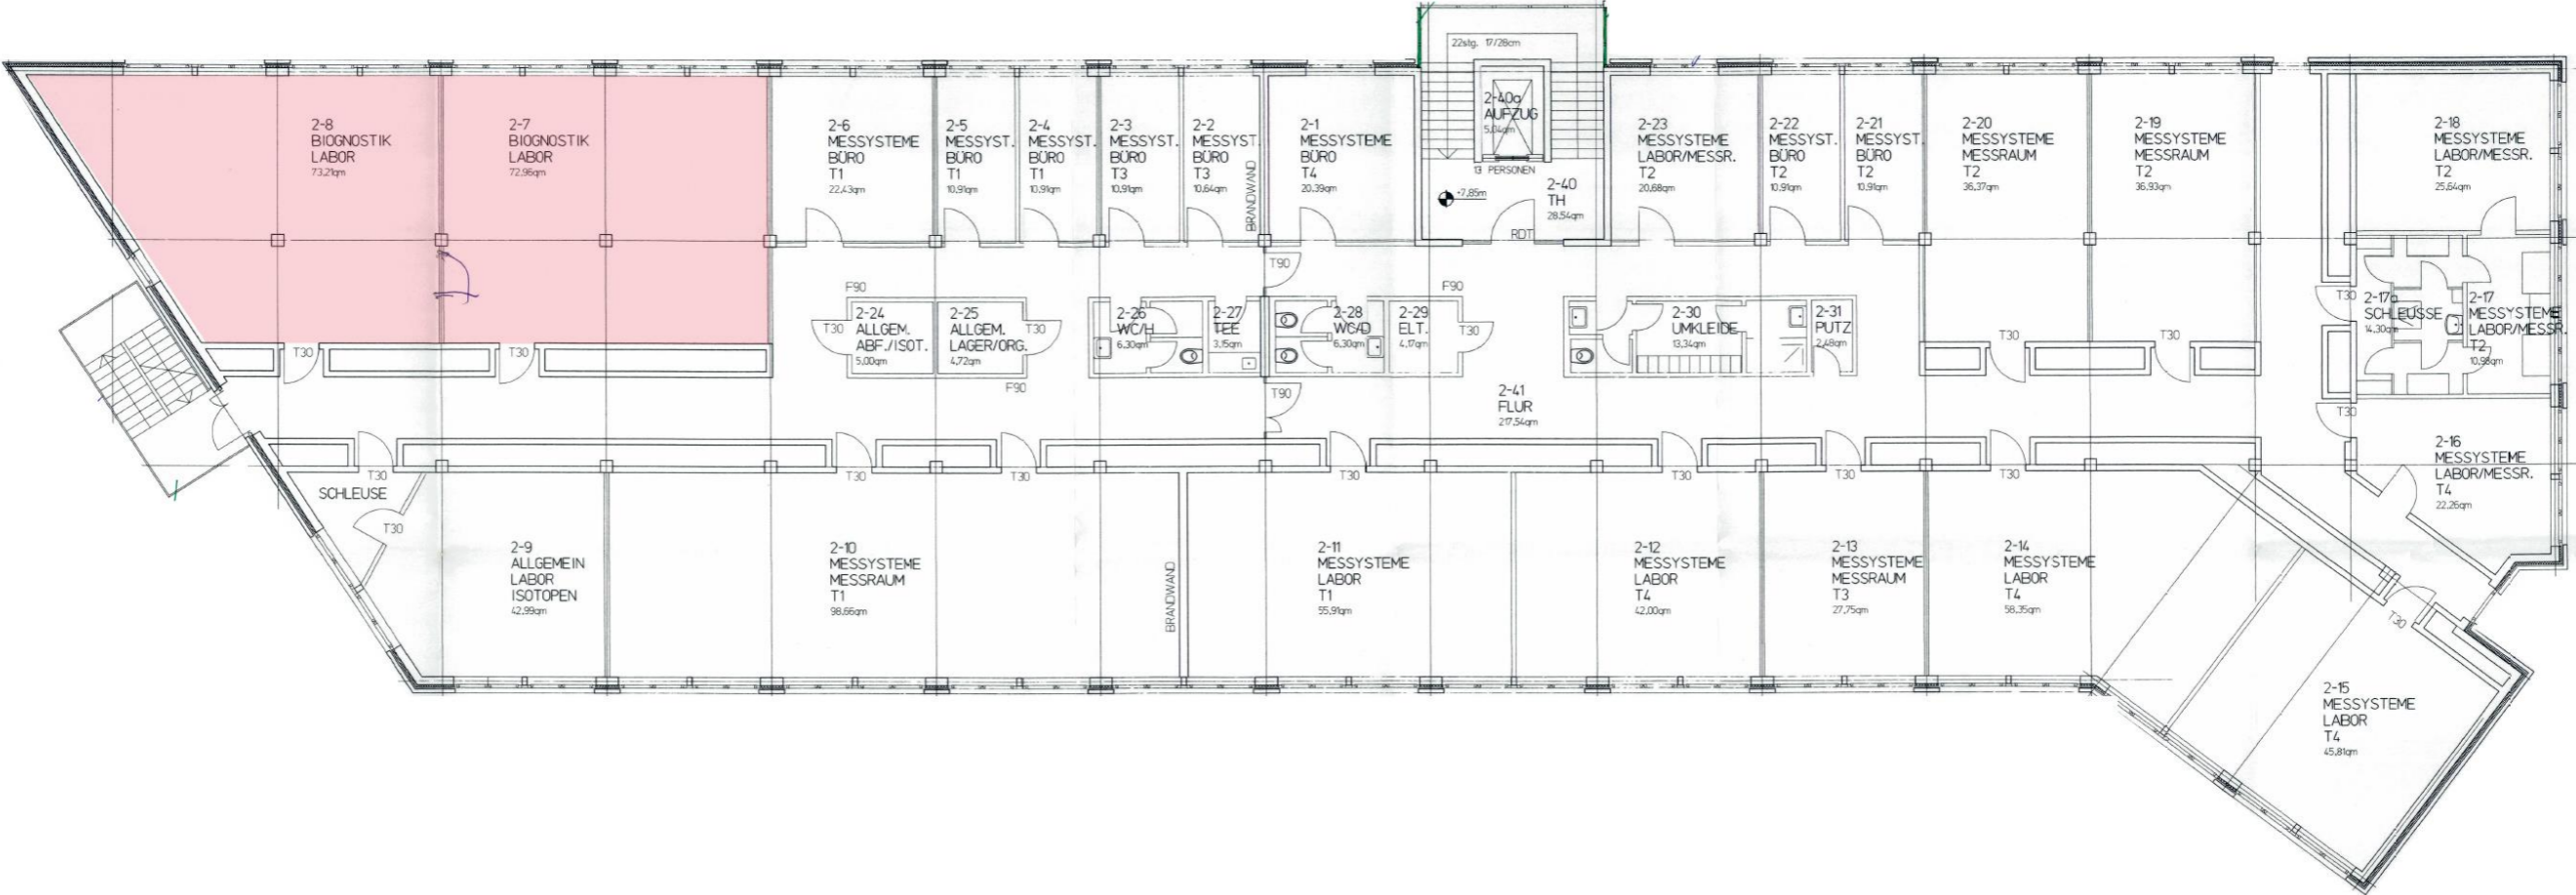 22stg. 17/28cm
2-8
BIOGNOSTIK
LABOR
73,21qm
2-7
BIOGNOSTIK
LABOR
72,96qm
2-6
MESSYSTEME
BÜRO
T1
22,43qm
2-5
MESSYST.
BÜRO
T1
10,91qm
2-4
MESSYST.
BÜRO
T1
10,91qm
2-3
MESSYST.
BÜRO
T3
10,91qm
2-2
MESSYST.
BÜRO
T3
10,64qm
BRANDWAND
2-1
MESSYSTEME
BÜRO
T4
20,39qm
2-40a
AUFZUG
5,04qm
13 PERSONEN
+7,85m
2-40
TH
28,54qm
RDT
2-23
MESSYSTEME
LABOR/MESSR.
T2
20,68qm
2-22
MESSYST.
BÜRO
T2
10,91qm
2-21
MESSYST.
BÜRO
T2
10,91qm
2-20
MESSYSTEME
MESSRAUM
T2
36,37qm
2-19
MESSYSTEME
MESSRAUM
T2
36,93qm
2-18
MESSYSTEME
LABOR/MESSR.
T2
25,64qm
T30
T30
F90
T30
2-24
ALLGEM.
ABF./ISOT.
5,00qm
2-25
ALLGEM.
LAGER/ORG.
4,72qm
T30
F90
2-26
WC/H
6,30qm
2-27
TEE
3,15qm
T90
T90
2-28
WC/D
6,30qm
F90
2-29
ELT.
4,17qm
T30
2-30
UMKLEIDE
13,34qm
2-31
PUTZ
2,48qm
2-41
FLUR
217,54qm
T30
T30
T30
2-17a
SCHLEUSSE
14,30qm
2-17
MESSYSTEME
LABOR/MESSR.
T2
10,98qm
T30
2-16
MESSYSTEME
LABOR/MESSR.
T4
22,26qm
T30
SCHLEUSE
T30
T30
T30
T30
T30
T30
T30
2-9
ALLGEMEIN
LABOR
ISOTOPEN
42,99qm
2-10
MESSYSTEME
MESSRAUM
T1
98,66qm
BRANDWAND
2-11
MESSYSTEME
LABOR
T1
55,91qm
2-12
MESSYSTEME
LABOR
T4
42,00qm
2-13
MESSYSTEME
MESSRAUM
T3
27,75qm
2-14
MESSYSTEME
LABOR
T4
58,35qm
T30
2-15
MESSYSTEME
LABOR
T4
45,81qm